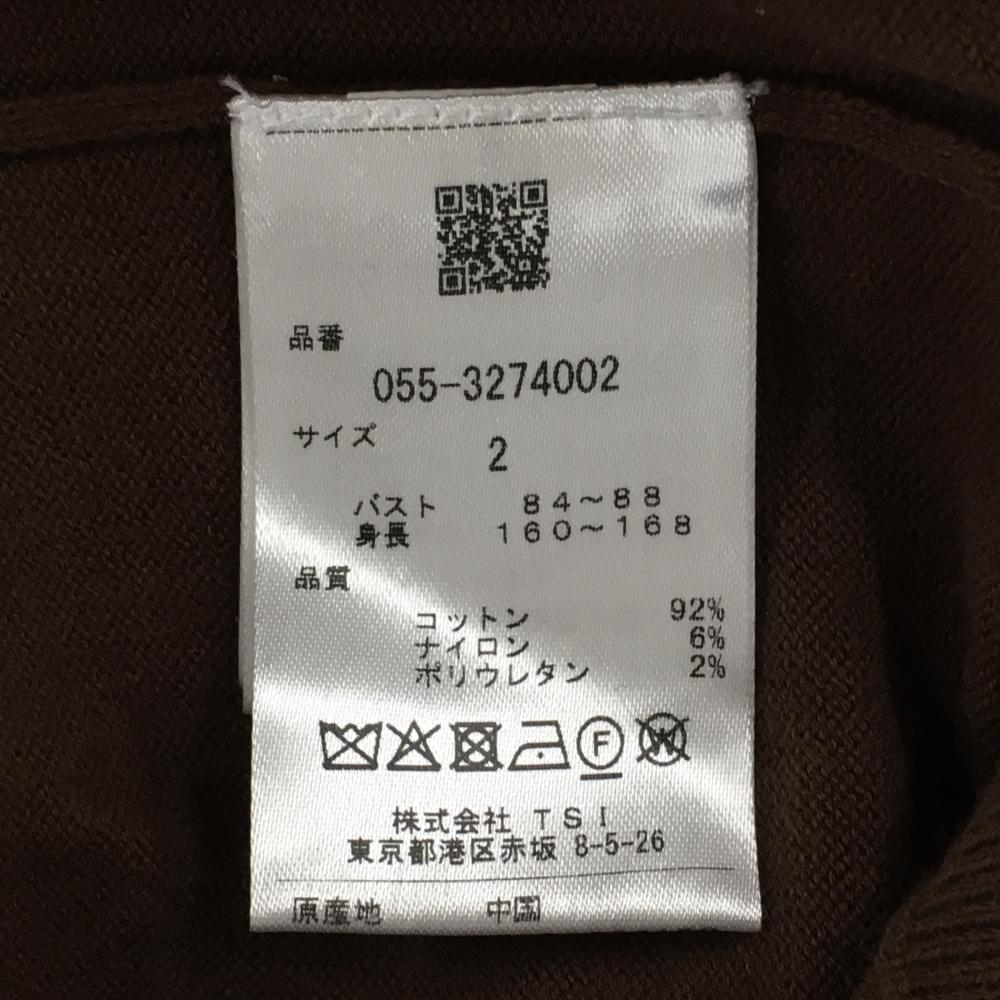 品番
055-3274002
サイズ 2
バスト 84～88
身長 160～168
品質
コットン 92%
ナイロン 6%
ポリウレタン 2%
F W
株式会社 TSI
東京都港区赤坂 8-5-26
原産地 中国